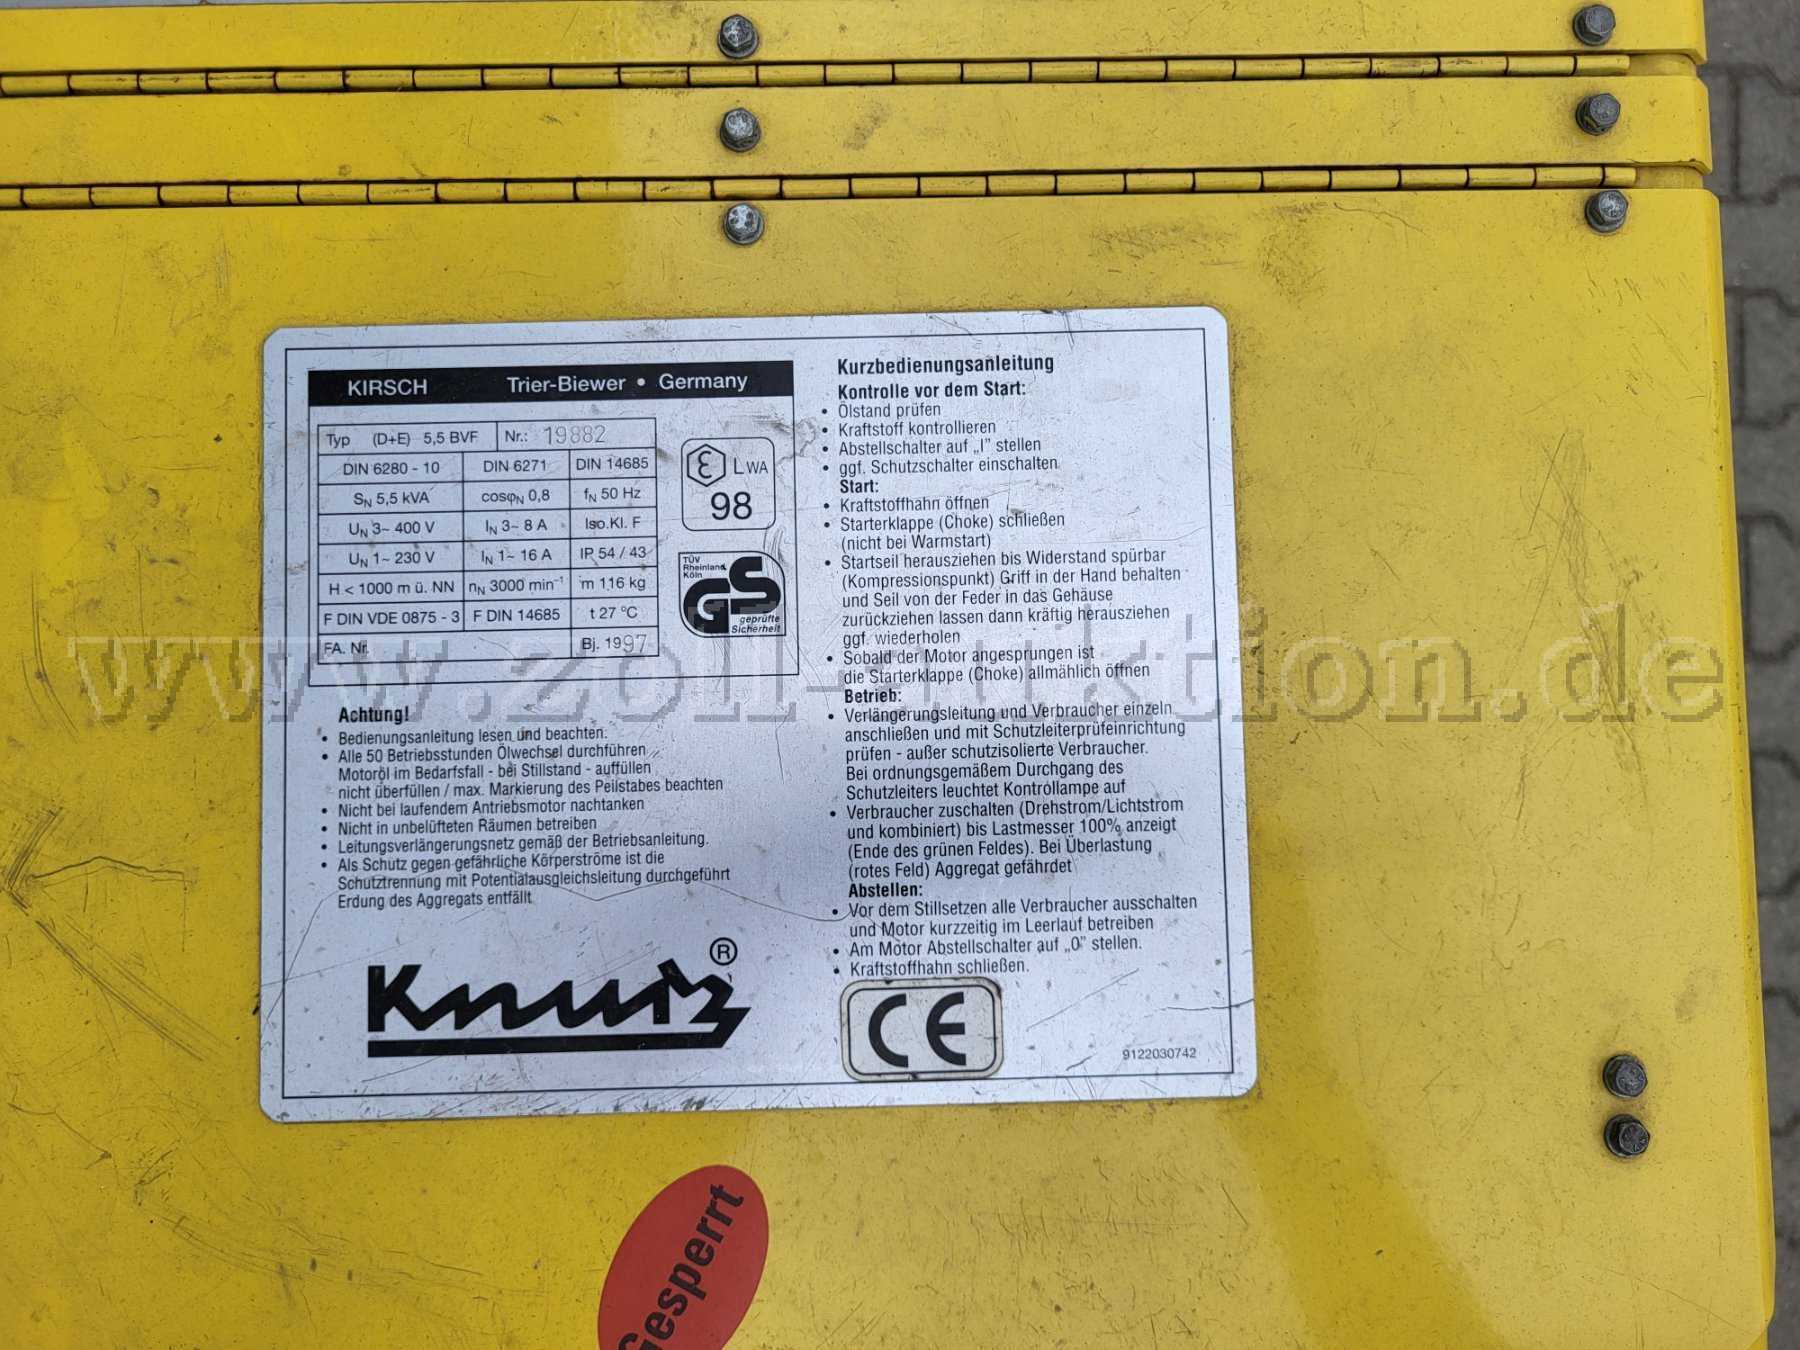 KIRSCH Trier-Biewer • Germany
Typ (D+E) 5,5 BVF Nr.: 19882
DIN 6280 - 10 DIN 6271 DIN 14685
SN 5,5 kVA cosφN 0,8 fN 50 Hz
UN 3~ 400 V IN 3~ 8 A Iso.Kl. F
UN 1~ 230 V IN 1~ 16 A IP 54 / 43
H < 1000 m ü. NN nN 3000 min⁻¹ m 116 kg
F DIN VDE 0875 - 3 F DIN 14685 t 27 °C
FA. Nr. Bj. 1997
ε LWA
98
TÜV
Rheinland
Köln
GS
geprüfte
Sicherheit
Achtung!
• Bedienungsanleitung lesen und beachten.
• Alle 50 Betriebsstunden Ölwechsel durchführen
Motoröl im Bedarfsfall - bei Stillstand - auffüllen
nicht überfüllen / max. Markierung des Peilstabes beachten
• Nicht bei laufendem Antriebsmotor nachtanken
• Nicht in unbelüfteten Räumen betreiben
• Leitungsverlängerungsnetz gemäß der Betriebsanleitung.
• Als Schutz gegen gefährliche Körperströme ist die
Schutztrennung mit Potentialausgleichsleitung durchgeführt
Erdung des Aggregats entfällt
Knurz ®
Kurzbedienungsanleitung
Kontrolle vor dem Start:
• Ölstand prüfen
• Kraftstoff kontrollieren
• Abstellschalter auf „I” stellen
• ggf. Schutzschalter einschalten
Start:
• Kraftstoffhahn öffnen
• Starterklappe (Choke) schließen
(nicht bei Warmstart)
• Startseil herausziehen bis Widerstand spürbar
(Kompressionspunkt) Griff in der Hand behalten
und Seil von der Feder in das Gehäuse
zurückziehen lassen dann kräftig herausziehen
ggf. wiederholen
• Sobald der Motor angesprungen ist
die Starterklappe (Choke) allmählich öffnen
Betrieb:
• Verlängerungsleitung und Verbraucher einzeln
anschließen und mit Schutzleiterprüfeinrichtung
prüfen - außer schutzisolierte Verbraucher.
Bei ordnungsgemäßem Durchgang des
Schutzleiters leuchtet Kontrollampe auf
• Verbraucher zuschalten (Drehstrom/Lichtstrom
und kombiniert) bis Lastmesser 100% anzeigt
(Ende des grünen Feldes). Bei Überlastung
(rotes Feld) Aggregat gefährdet
Abstellen:
• Vor dem Stillsetzen alle Verbraucher ausschalten
und Motor kurzzeitig im Leerlauf betreiben
• Am Motor Abstellschalter auf „0” stellen.
• Kraftstoffhahn schließen.
CE
9122030742
Gesperrt
www.zoll-auktion.de